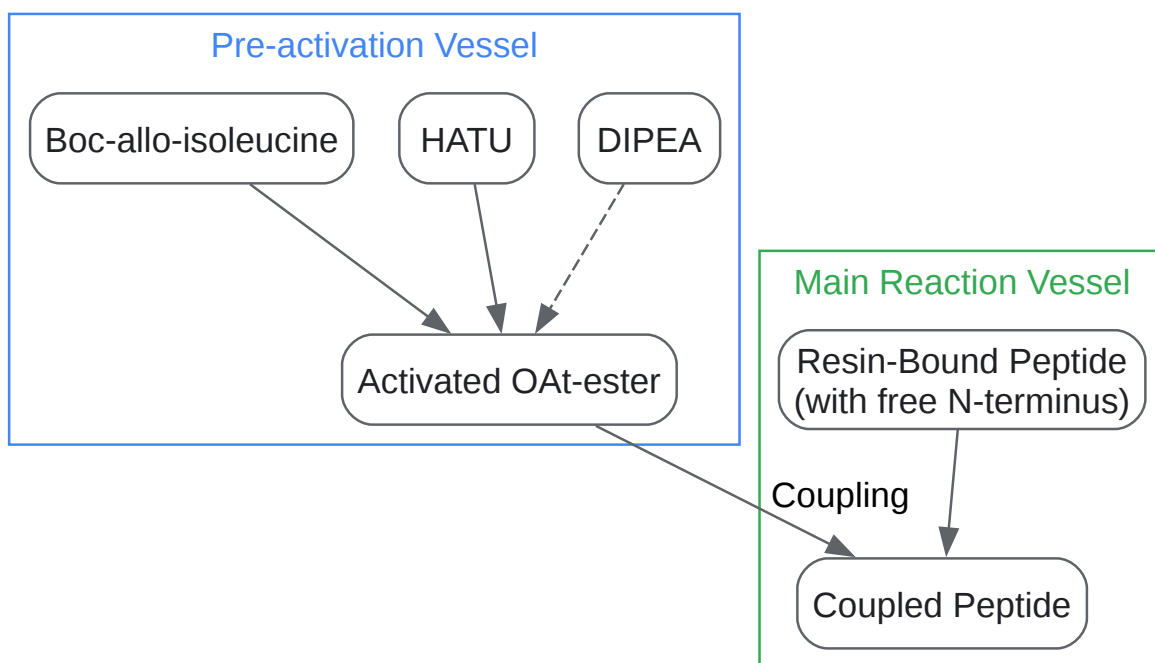 Pre-activation Vessel
Boc-allo-isoleucine
HATU
DIPEA
Activated OAt-ester
Main Reaction Vessel
Resin-Bound Peptide
(with free N-terminus)
Coupling
Coupled Peptide